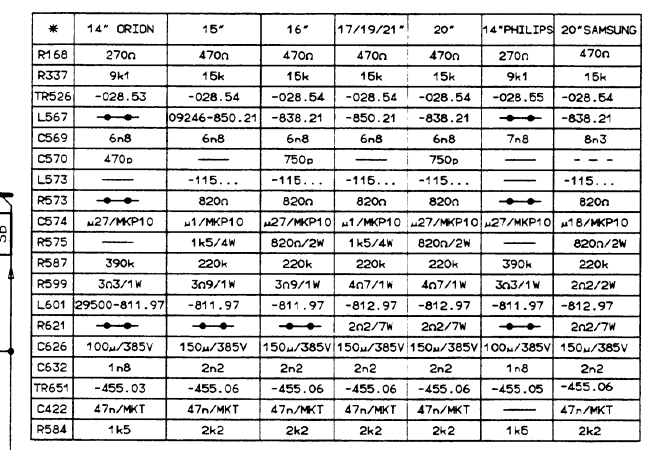 * 14" ORION 15" 16" 17/19/21" 20" 14"PHILIPS 20"SAMSUNG
R168 270Ω 470Ω 470Ω 470Ω 470Ω 270Ω 470Ω
R337 9k1 15k 15k 15k 15k 9k1 15k
TR526 -028.53 -028.54 -028.54 -028.54 -028.54 -028.55 -028.54
L567 09246-850.21 -838.21 -850.21 -838.21 -838.21
C569 6n8 6n8 6n8 6n8 6n8 7n8 8n3
C570 470p — 750p — 750p — ---
L573 — -115... -115... -115... -115... — -115...
R573 820Ω 820Ω 820Ω 820Ω 820Ω
C574 µ27/MKP10 µ1/MKP10 µ27/MKP10 µ1/MKP10 µ27/MKP10 µ27/MKP10 µ18/MKP10
R575 — 1k5/4W 820Ω/2W 1k5/4W 820Ω/2W — 820Ω/2W
R587 390k 220k 220k 220k 220k 390k 220k
R599 3Ω3/1W 3Ω9/1W 3Ω9/1W 4Ω7/1W 4Ω7/1W 3Ω3/1W 2Ω2/2W
L601 29500-811.97 -811.97 -811.97 -812.97 -812.97 -811.97 -812.97
R621 2Ω2/7W 2Ω2/7W 2Ω2/7W
C626 100µ/385V 150µ/385V 150µ/385V 150µ/385V 150µ/385V 100µ/385V 150µ/385V
C632 1n8 2n2 2n2 2n2 2n2 1n8 2n2
TR651 -455.03 -455.06 -455.06 -455.06 -455.06 -455.05 -455.06
C422 47n/MKT 47n/MKT 47n/MKT 47n/MKT 47n/MKT — 47n/MKT
R584 1k5 2k2 2k2 2k2 2k2 1k5 2k2